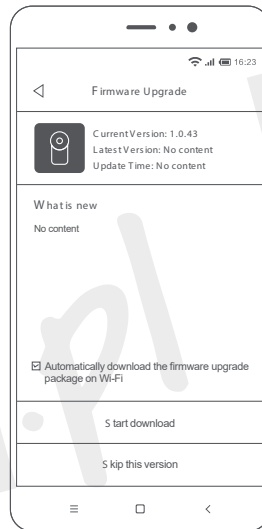 16:23
Firmware Upgrade
Current Version: 1.0.43
Latest Version: No content
Update Time: No content
What is new
No content
Automatically download the firmware upgrade
package on Wi-Fi
Start download
Skip this version